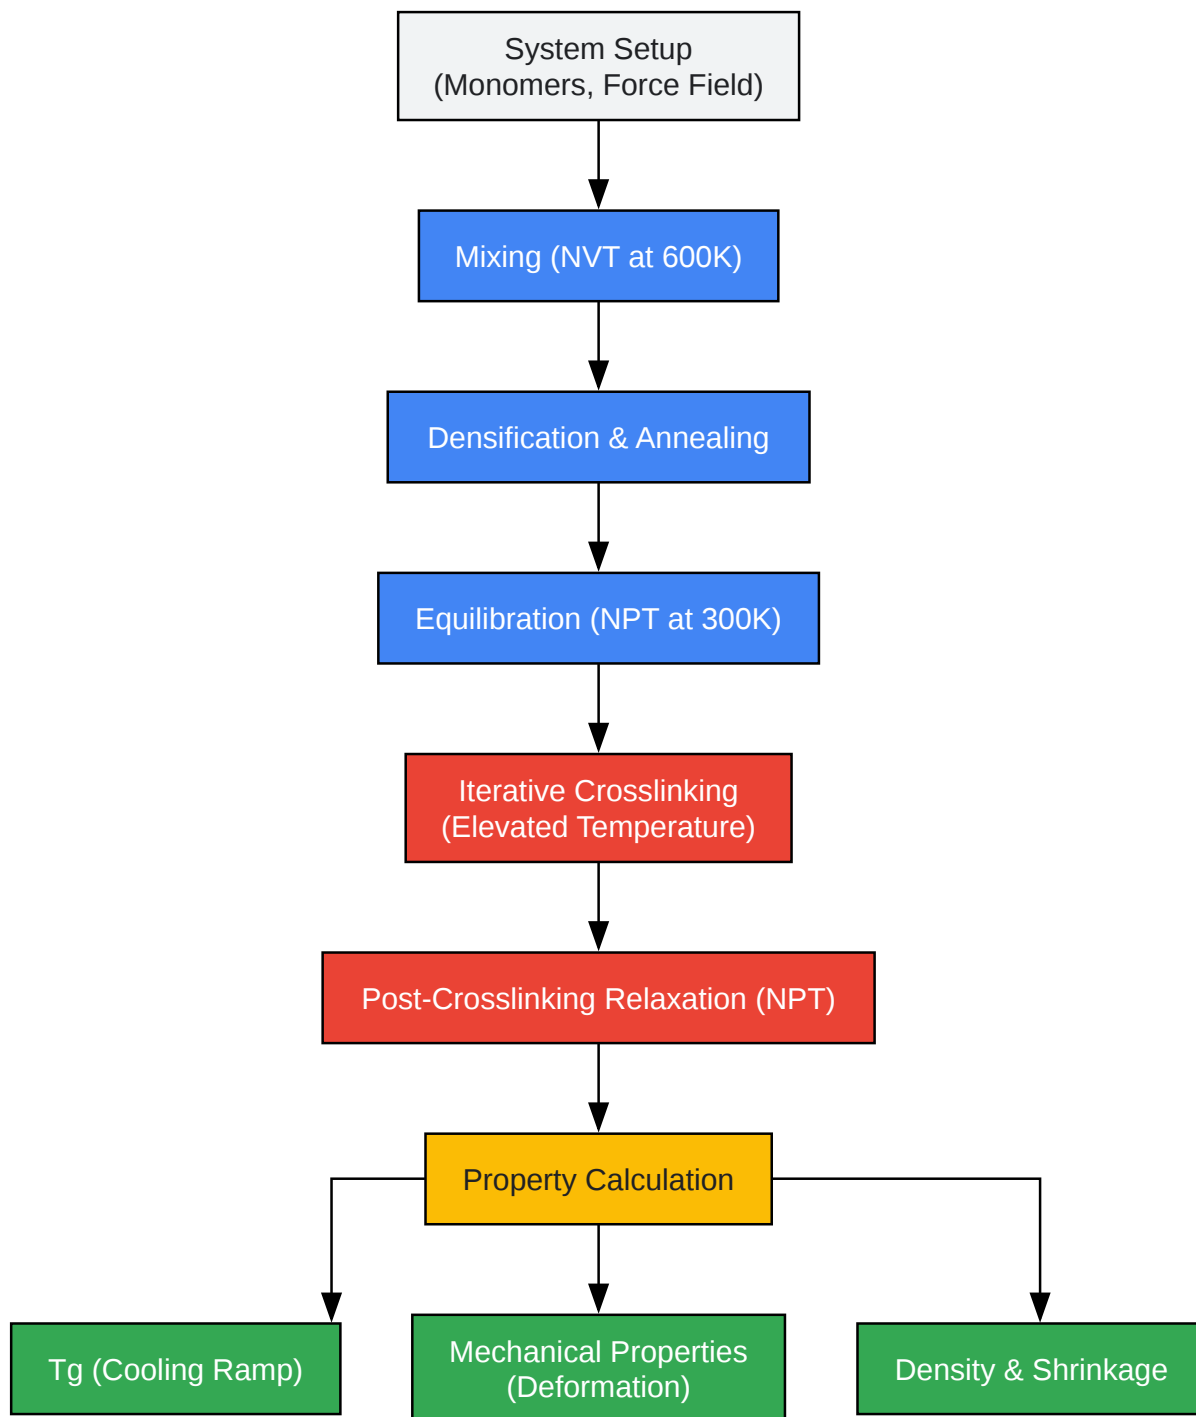 System Setup
(Monomers, Force Field)
Mixing (NVT at 600K)
Densification & Annealing
Equilibration (NPT at 300K)
Iterative Crosslinking
(Elevated Temperature)
Post-Crosslinking Relaxation (NPT)
Property Calculation
Tg (Cooling Ramp)
Mechanical Properties
(Deformation)
Density & Shrinkage